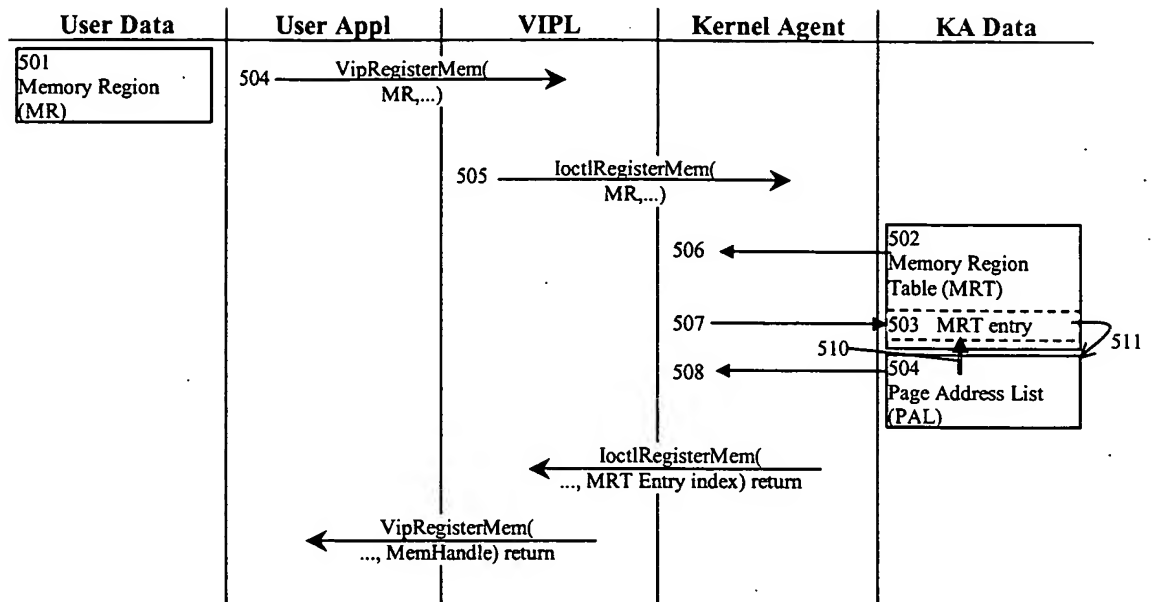 User Data User Appl VIPL Kernel Agent KA Data
501
Memory Region
(MR)
504 VipRegisterMem(
MR,...)
505 IoctlRegisterMem(
MR,...)
506
502
Memory Region
Table (MRT)
507
503 MRT entry
510
511
508
504
Page Address List
(PAL)
IoctlRegisterMem(
..., MRT Entry index) return
VipRegisterMem(
..., MemHandle) return